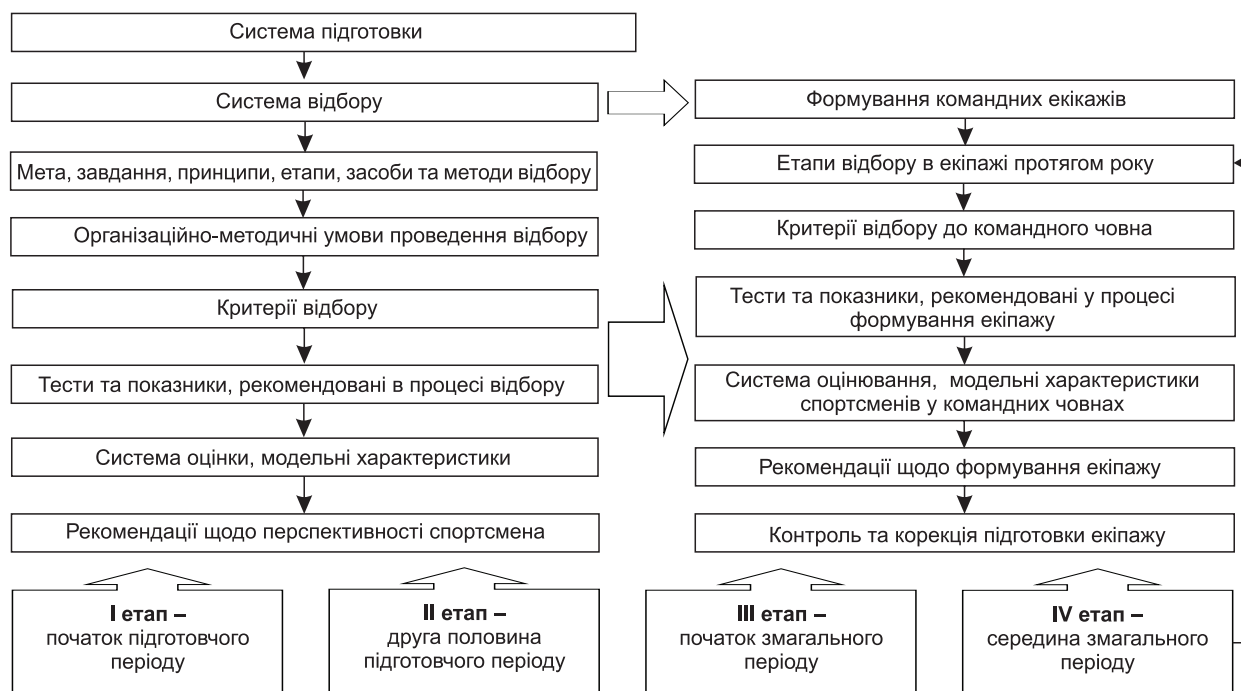 Система підготовки
Система відбору
Мета, завдання, принципи, етапи, засоби та методи відбору
Організаційно-методичні умови проведення відбору
Критерії відбору
Тести та показники, рекомендовані в процесі відбору
Система оцінки, модельні характеристики
Рекомендації щодо перспективності спортсмена
Формування командних екікажів
Етапи відбору в екіпажі протягом року
Критерії відбору до командного човна
Тести та показники, рекомендовані у процесі
формування екіпажу
Система оцінювання, модельні характеристики
спортсменів у командних човнах
Рекомендації щодо формування екіпажу
Контроль та корекція підготовки екіпажу
I етап –
початок підготовчого
періоду
II етап –
друга половина
підготовчого періоду
III етап –
початок змагального
періоду
IV етап –
середина змагального
періоду